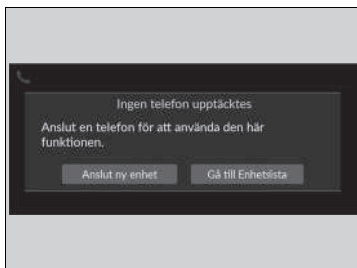 Ingen telefon upptäcktes
Anslut en telefon för att använda den här
funktionen.
Anslut ny enhet
Gå till Enhetslista